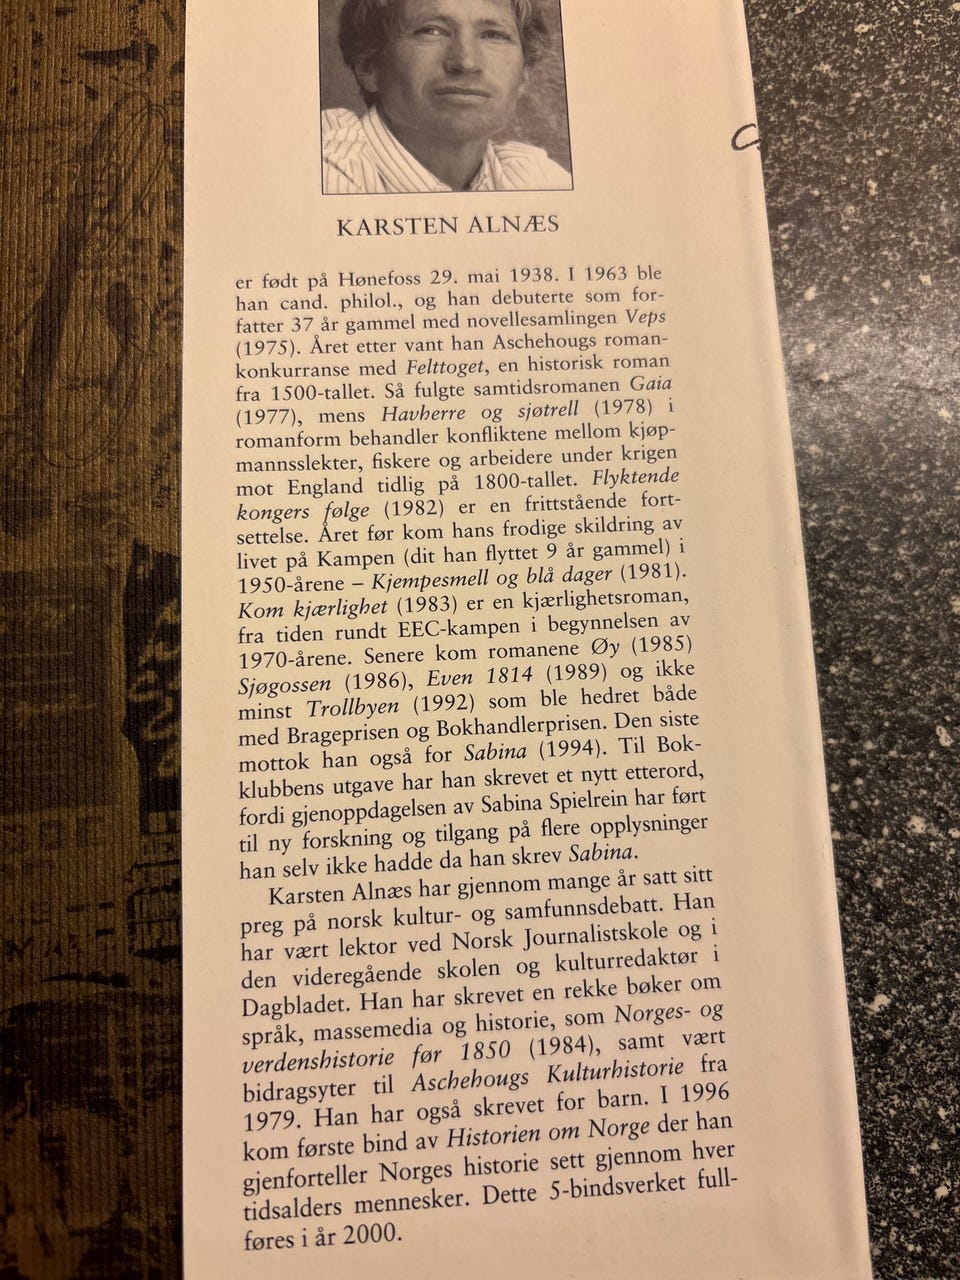 KARSTEN ALNÆS
er født på Hønefoss 29. mai 1938. I 1963 ble
han cand. philol., og han debuterte som for-
fatter 37 år gammel med novellesamlingen Veps
(1975). Året etter vant han Aschehougs roman-
konkurranse med Felttoget, en historisk roman
fra 1500-tallet. Så fulgte samtidsromanen Gaia
(1977), mens Havherre og sjøtrell (1978) i
romanform behandler konfliktene mellom kjøp-
mannsslekter, fiskere og arbeidere under krigen
mot England tidlig på 1800-tallet. Flyktende
kongers følge (1982) er en frittstående fort-
settelse. Året før kom hans frodige skildring av
livet på Kampen (dit han flyttet 9 år gammel) i
1950-årene – Kjempesmell og blå dager (1981).
Kom kjærlighet (1983) er en kjærlighetsroman,
fra tiden rundt EEC-kampen i begynnelsen av
1970-årene. Senere kom romanene Øy (1985)
Sjøgossen (1986), Even 1814 (1989) og ikke
minst Trollbyen (1992) som ble hedret både
med Brageprisen og Bokhandlerprisen. Den siste
mottok han også for Sabina (1994). Til Bok-
klubbens utgave har han skrevet et nytt etterord,
fordi gjenoppdagelsen av Sabina Spielrein har ført
til ny forskning og tilgang på flere opplysninger
han selv ikke hadde da han skrev Sabina.
Karsten Alnæs har gjennom mange år satt sitt
preg på norsk kultur- og samfunnsdebatt. Han
har vært lektor ved Norsk Journalistskole og i
den videregående skolen og kulturredaktør i
Dagbladet. Han har skrevet en rekke bøker om
språk, massemedia og historie, som Norges- og
verdenshistorie før 1850 (1984), samt vært
bidragsyter til Aschehougs Kulturhistorie fra
1979. Han har også skrevet for barn. I 1996
kom første bind av Historien om Norge der han
gjenforteller Norges historie sett gjennom hver
tidsalders mennesker. Dette 5-bindsverket full-
føres i år 2000.